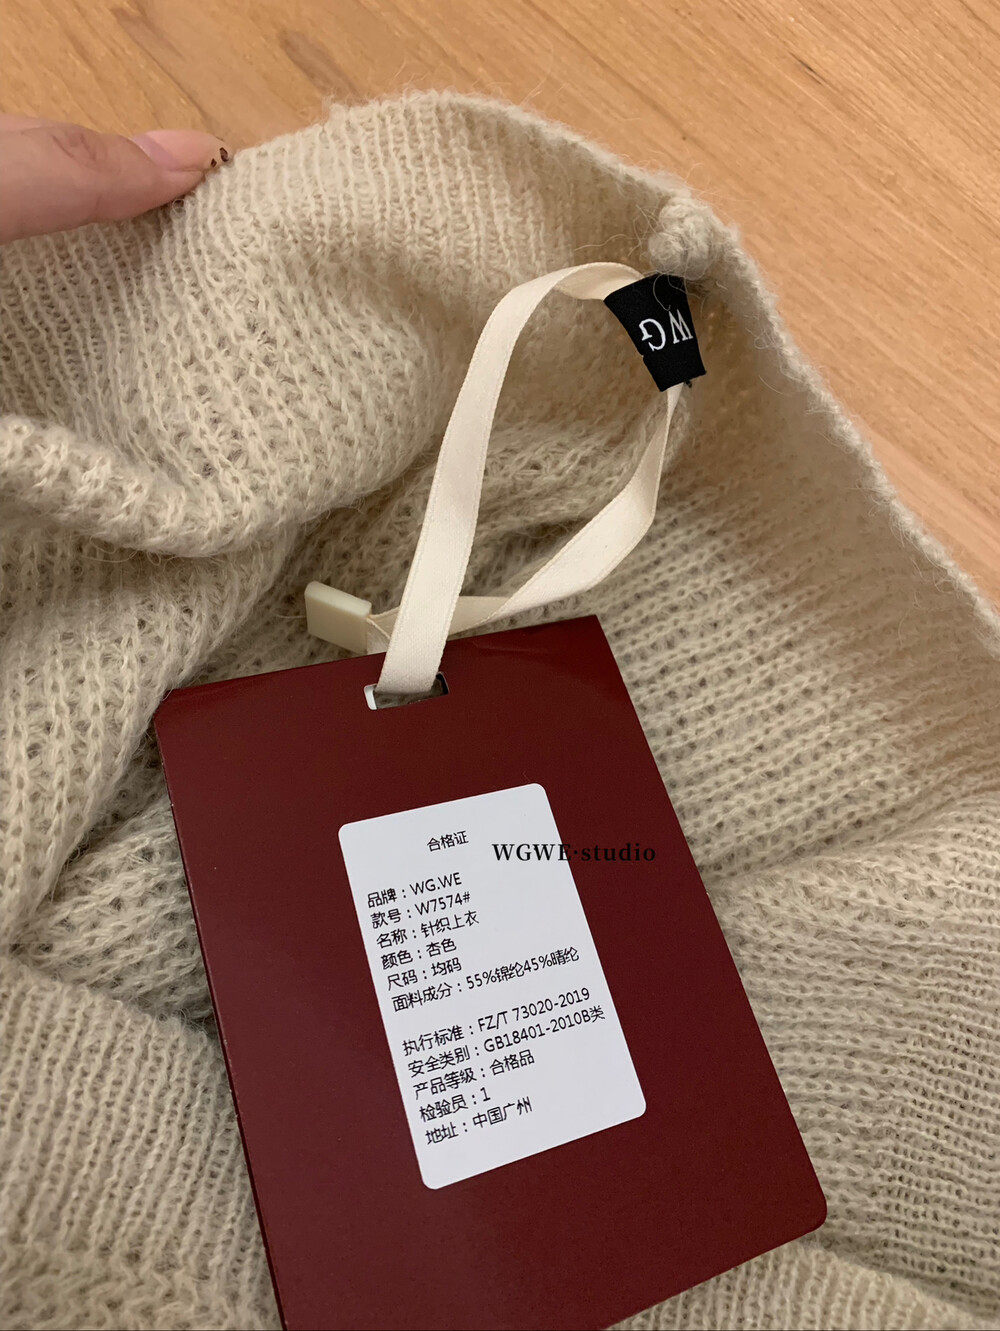 WG
合格证
WGWE·studio
品牌：WG.WE
款号：W7574#
名称：针织上衣
颜色：杏色
尺码：均码
面料成分：55%锦纶45%晴纶
执行标准：FZ/T 73020-2019
安全类别：GB18401-2010B类
产品等级：合格品
检验员：1
地址：中国广州